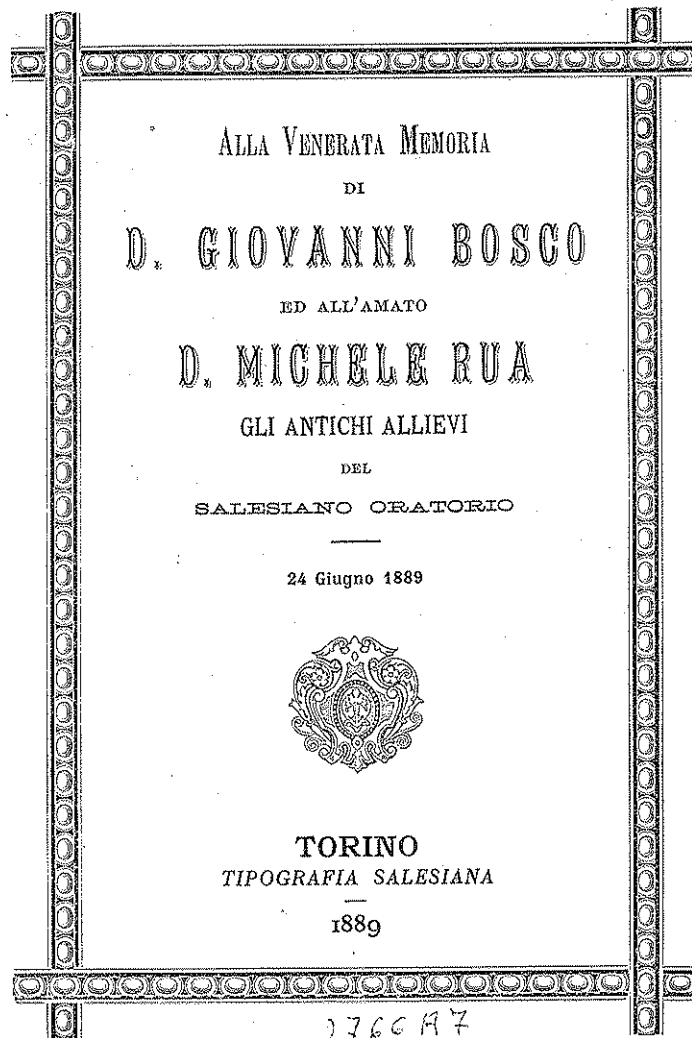 ALLA VENERATA MEMORIA
DI
D. GIOVANNI BOSCO
ED ALL'AMATO
D. MICHELE RUA
GLI ANTICHI ALLIEVI
DEL
SALESIANO ORATORIO
24 Giugno 1889
TORINO
TIPOGRAFIA SALESIANA
1889